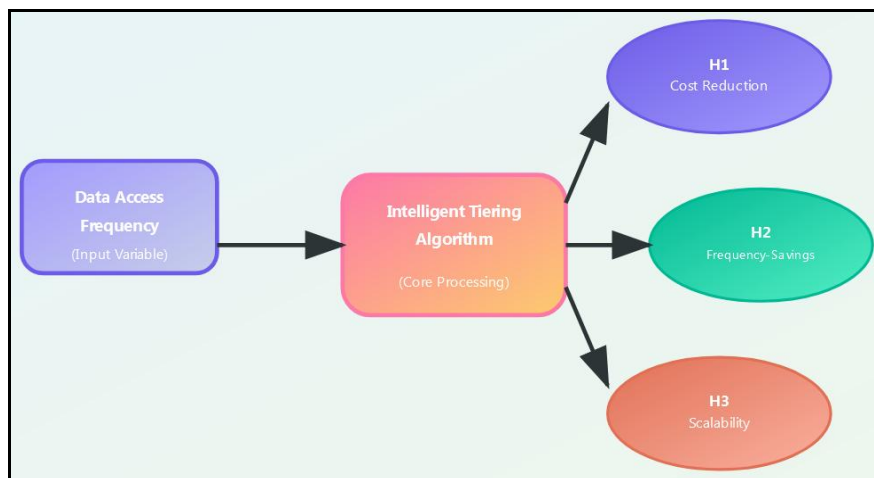 Data Access
Frequency
(Input Variable)
Intelligent Tiering
Algorithm
(Core Processing)
H1
Cost Reduction
H2
Frequency-Savings
H3
Scalability